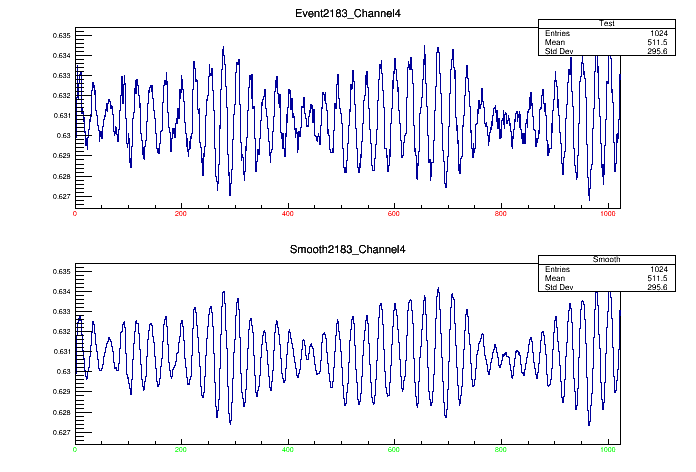 Event2183_Channel4
Test
Entries 1024
Mean 511.5
Std Dev 295.6
0.635
0.634
0.633
0.632
0.631
0.63
0.629
0.628
0.627
0 200 400 600 800 1000
Smooth2183_Channel4
Smooth
Entries 1024
Mean 511.5
Std Dev 295.6
0.635
0.634
0.633
0.632
0.631
0.63
0.629
0.628
0.627
0 200 400 600 800 1000